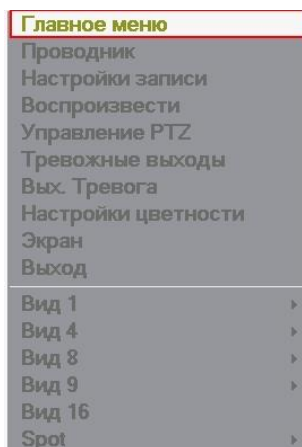 Главное меню
Проводник
Настройки записи
Воспроизвести
Управление PTZ
Тревожные выходы
Вых. Тревога
Настройки цветности
Экран
Выход
Вид 1
Вид 4
Вид 8
Вид 9
Вид 16
Spot